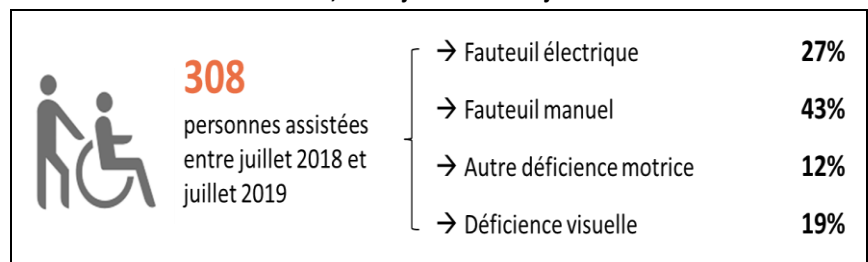 308
personnes assistées
entre juillet 2018 et
juillet 2019
→ Fauteuil électrique 27%
→ Fauteuil manuel 43%
→ Autre déficience motrice 12%
→ Déficience visuelle 19%